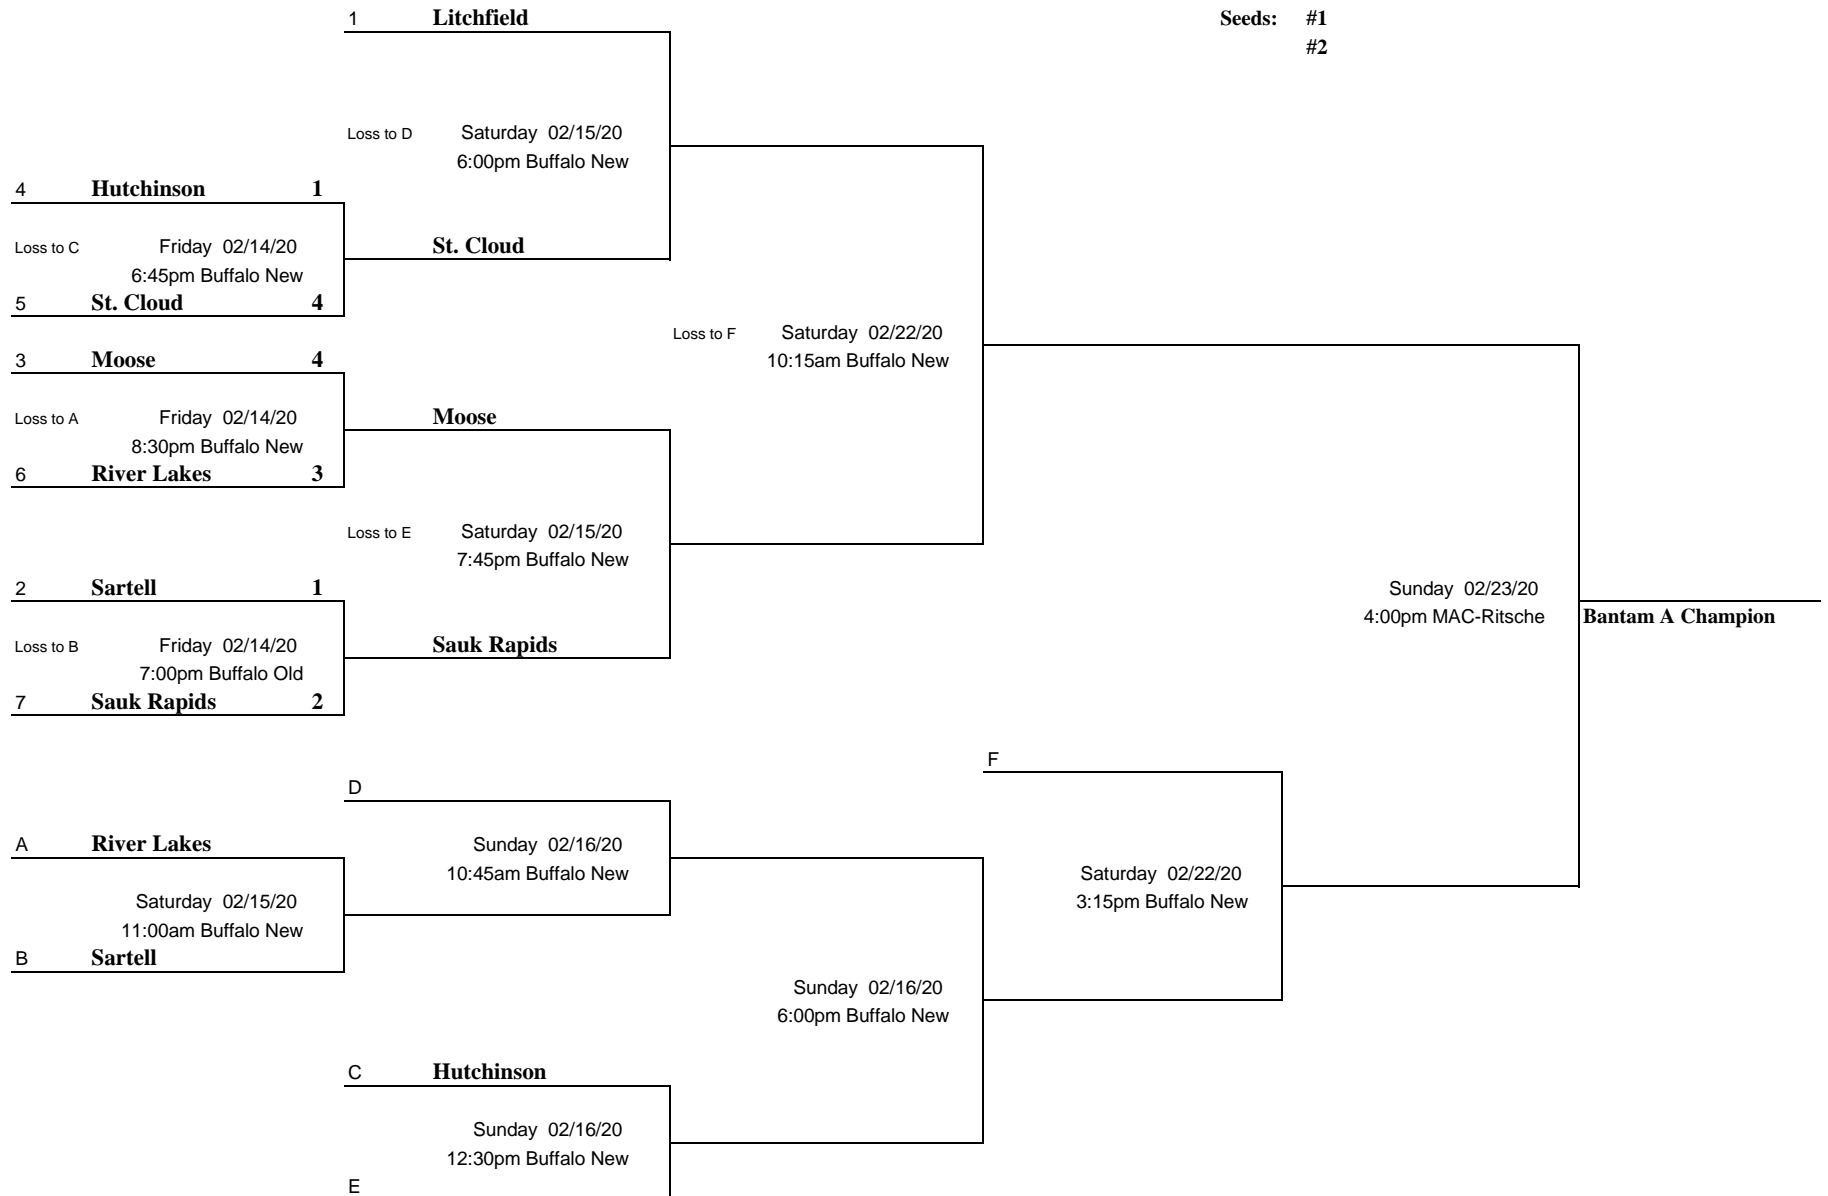 1 Litchfield
Seeds: #1
#2
Loss to D Saturday 02/15/20
6:00pm Buffalo New
4 Hutchinson 1
Loss to C Friday 02/14/20
6:45pm Buffalo New
5 St. Cloud 4
St. Cloud
3 Moose 4
Loss to A Friday 02/14/20
8:30pm Buffalo New
6 River Lakes 3
Moose
Loss to F Saturday 02/22/20
10:15am Buffalo New
Loss to E Saturday 02/15/20
7:45pm Buffalo New
2 Sartell 1
Loss to B Friday 02/14/20
7:00pm Buffalo Old
7 Sauk Rapids 2
Sauk Rapids
Sunday 02/23/20
4:00pm MAC-Ritsche
Bantam A Champion
F
D
A River Lakes
Saturday 02/15/20
11:00am Buffalo New
B Sartell
Sunday 02/16/20
10:45am Buffalo New
Saturday 02/22/20
3:15pm Buffalo New
Sunday 02/16/20
6:00pm Buffalo New
C Hutchinson
Sunday 02/16/20
12:30pm Buffalo New
E